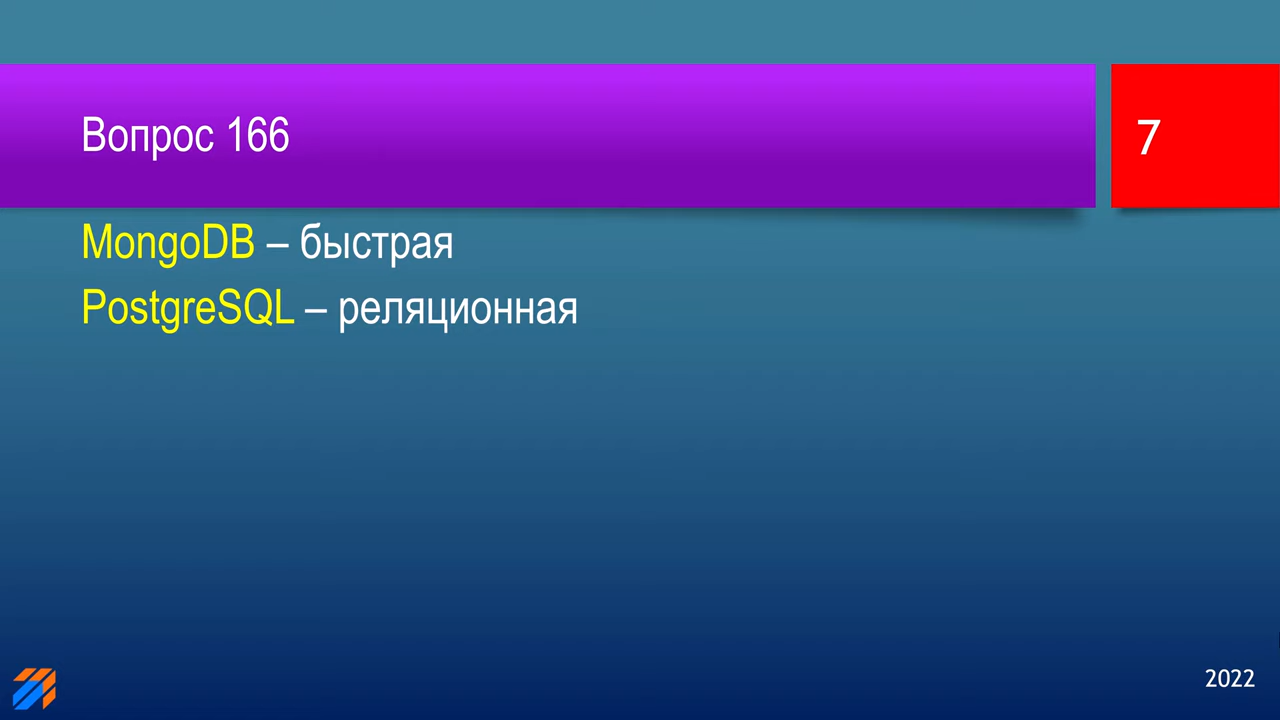 Вопрос 166
7
MongoDB – быстрая
PostgreSQL – реляционная
2022